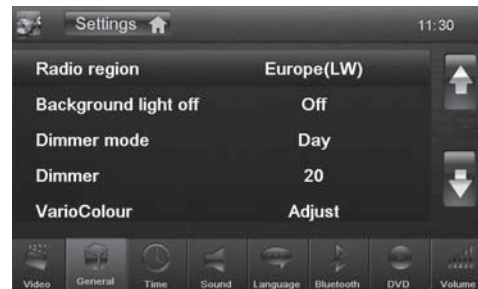 Settings 11:30
Radio region Europe(LW)
Background light off Off
Dimmer mode Day
Dimmer 20
VarioColour Adjust
Video General Time Sound Language Bluetooth DVD Volume